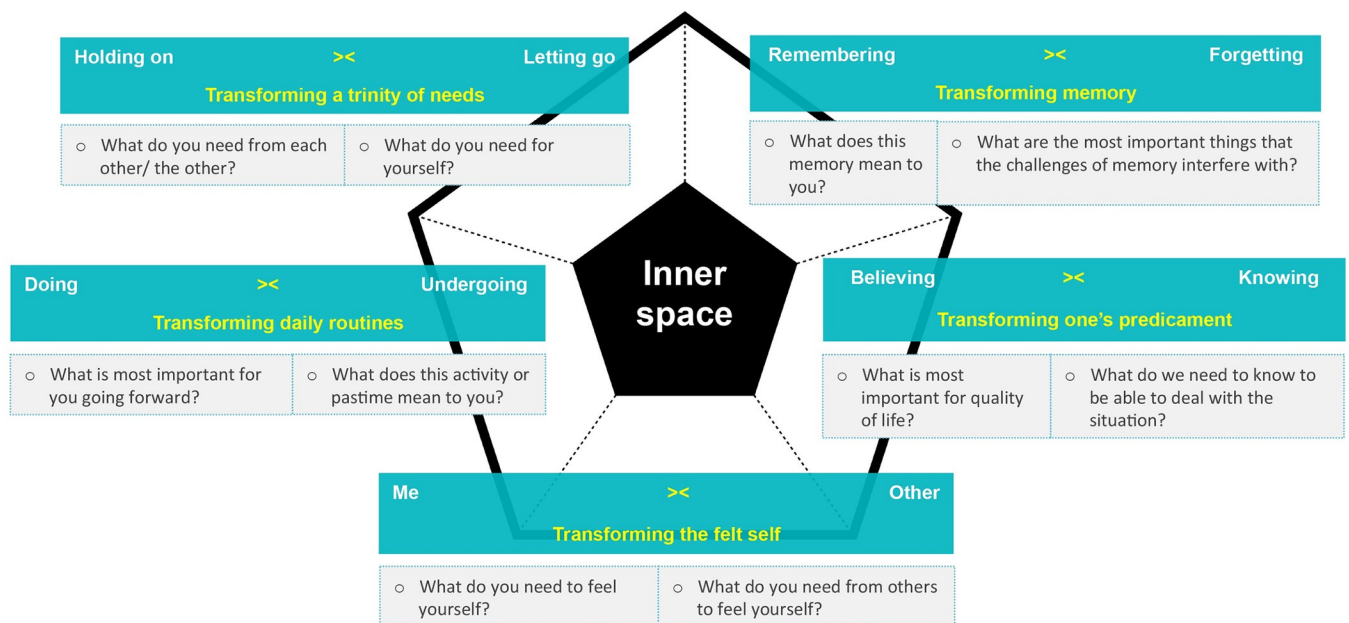 Holding on >< Letting go
Transforming a trinity of needs
○ What do you need from each
other/ the other?
○ What do you need for
yourself?
Remembering >< Forgetting
Transforming memory
○ What does this
memory mean to
you?
○ What are the most important things that
the challenges of memory interfere with?
Doing >< Undergoing
Transforming daily routines
○ What is most important for
you going forward?
○ What does this activity or
pastime mean to you?
Inner
space
Believing >< Knowing
Transforming one’s predicament
○ What is most
important for quality
of life?
○ What do we need to know to
be able to deal with the
situation?
Me >< Other
Transforming the felt self
○ What do you need to feel
yourself?
○ What do you need from others
to feel yourself?